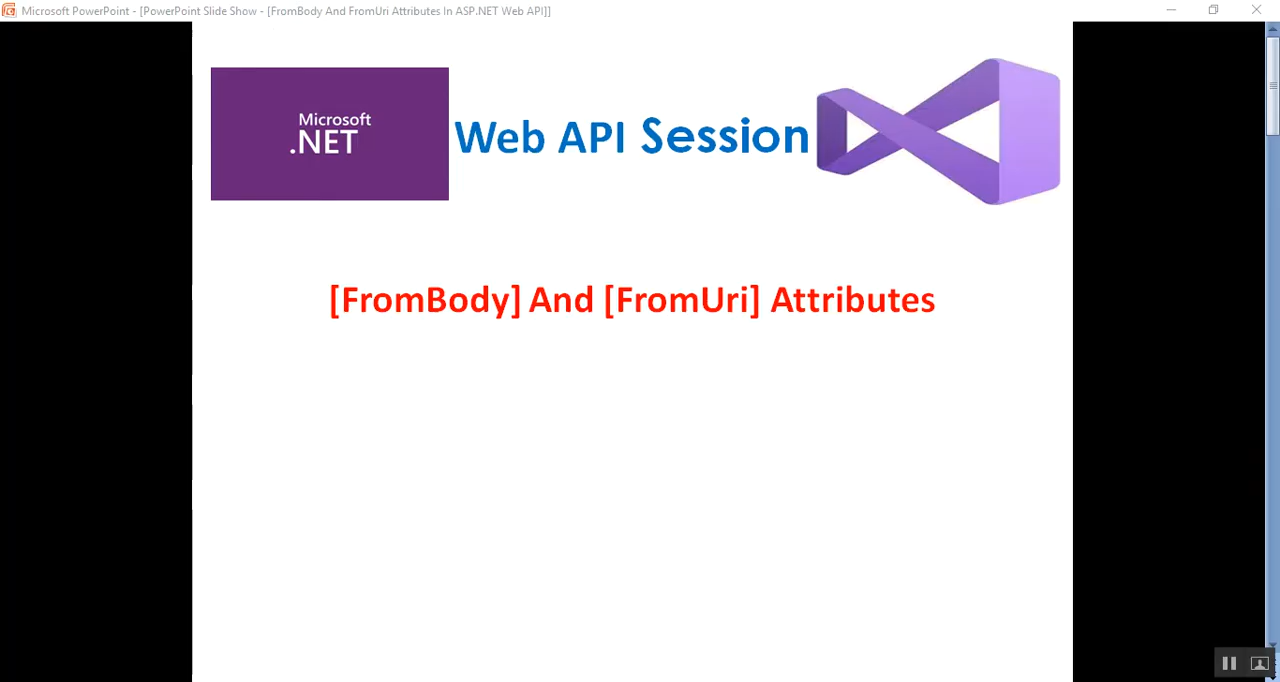 Microsoft PowerPoint - [PowerPoint Slide Show - [FromBody And FromUri Attributes In ASP.NET Web API]]
Microsoft
.NET
Web API Session
[FromBody] And [FromUri] Attributes